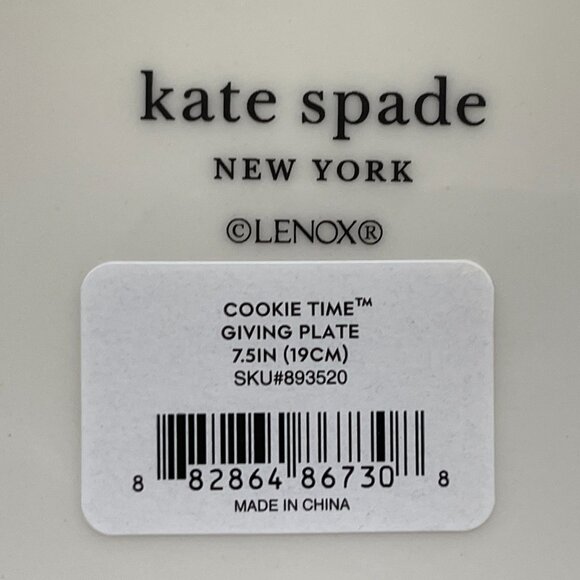 kate spade
NEW YORK
©LENOX®
COOKIE TIME™
GIVING PLATE
7.5IN (19CM)
SKU#893520
8 82864 86730 8
MADE IN CHINA